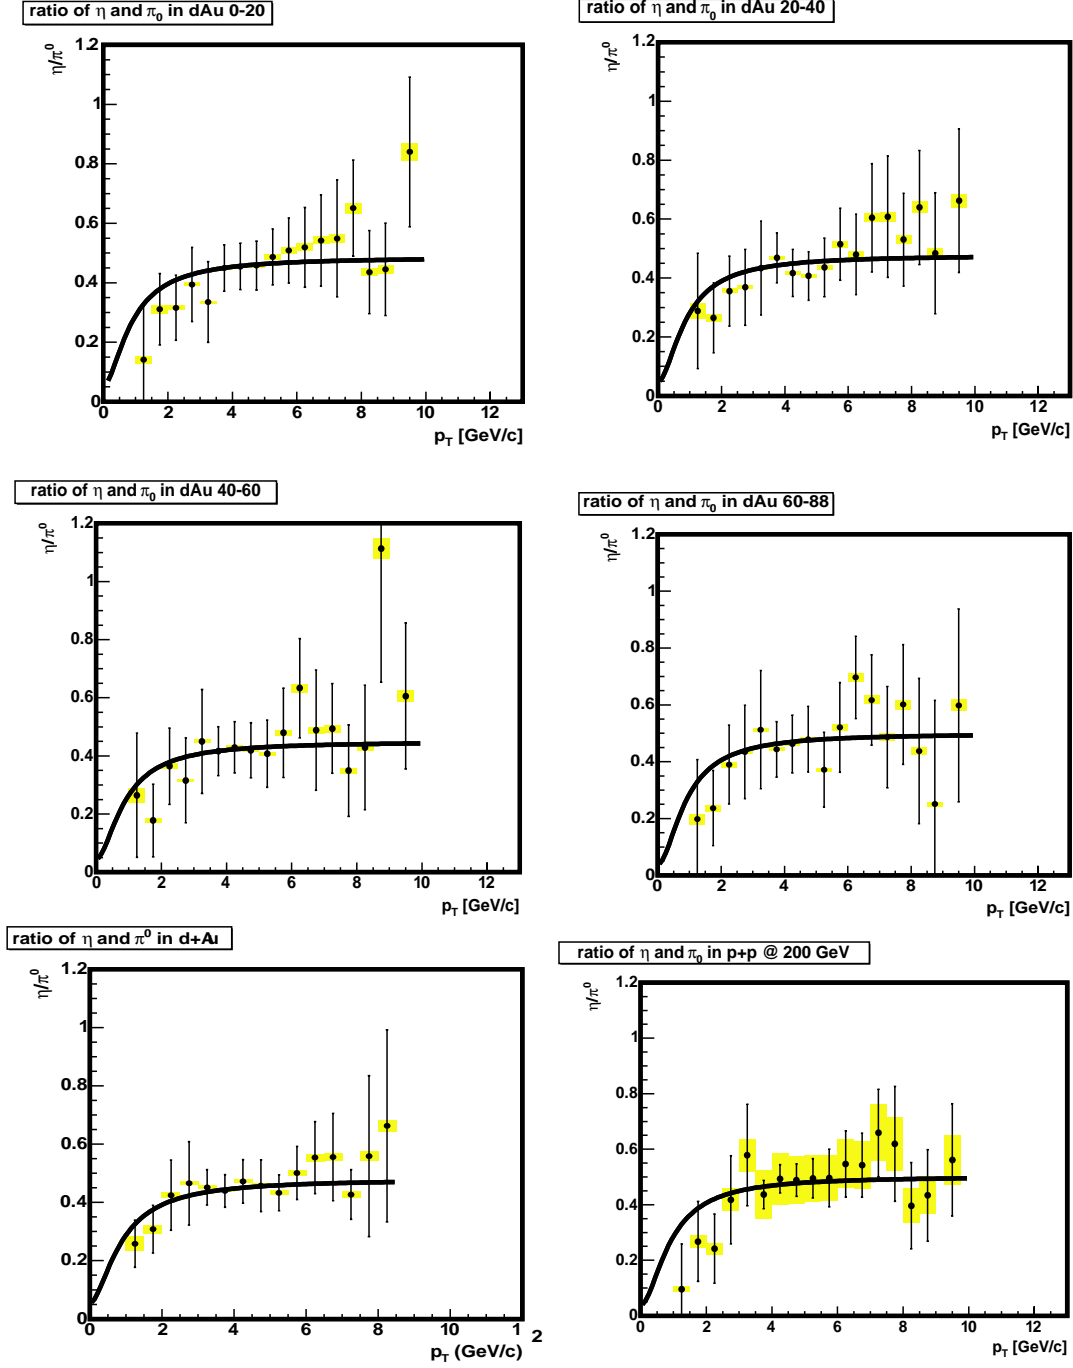 ratio of η and π0 in dAu 0-20
η/π0
1.2
1
0.8
0.6
0.4
0.2
0
0 2 4 6 8 10 12
pT [GeV/c]
ratio of η and π0 in dAu 20-40
η/π0
1.2
1
0.8
0.6
0.4
0.2
0
0 2 4 6 8 10 12
pT [GeV/c]
ratio of η and π0 in dAu 40-60
η/π0
1.2
1
0.8
0.6
0.4
0.2
0
0 2 4 6 8 10 12
pT [GeV/c]
ratio of η and π0 in dAu 60-88
η/π0
1.2
1
0.8
0.6
0.4
0.2
0
0 2 4 6 8 10 12
pT [GeV/c]
ratio of η and π0 in d+Au
η/π0
1.2
1
0.8
0.6
0.4
0.2
0
0 2 4 6 8 10 1 2
pT (GeV/c)
ratio of η and π0 in p+p @ 200 GeV
η/π0
1.2
1
0.8
0.6
0.4
0.2
0
0 2 4 6 8 10 12
pT [GeV/c]